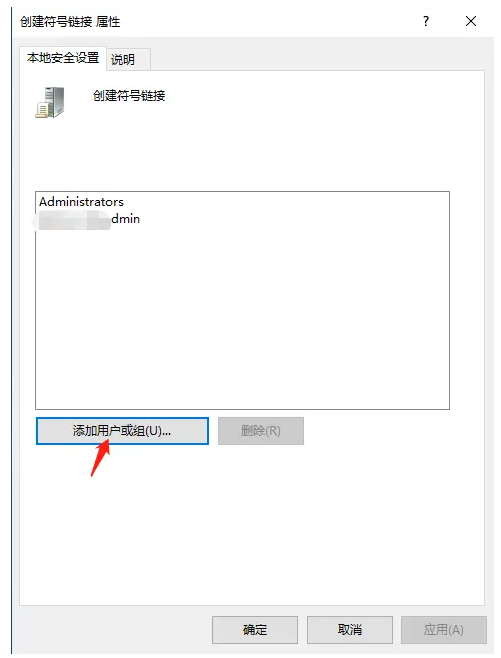 创建符号链接 属性
?
本地安全设置
说明
创建符号链接
Administrators
dmin
添加用户或组(U)...
删除(R)
确定
取消
应用(A)